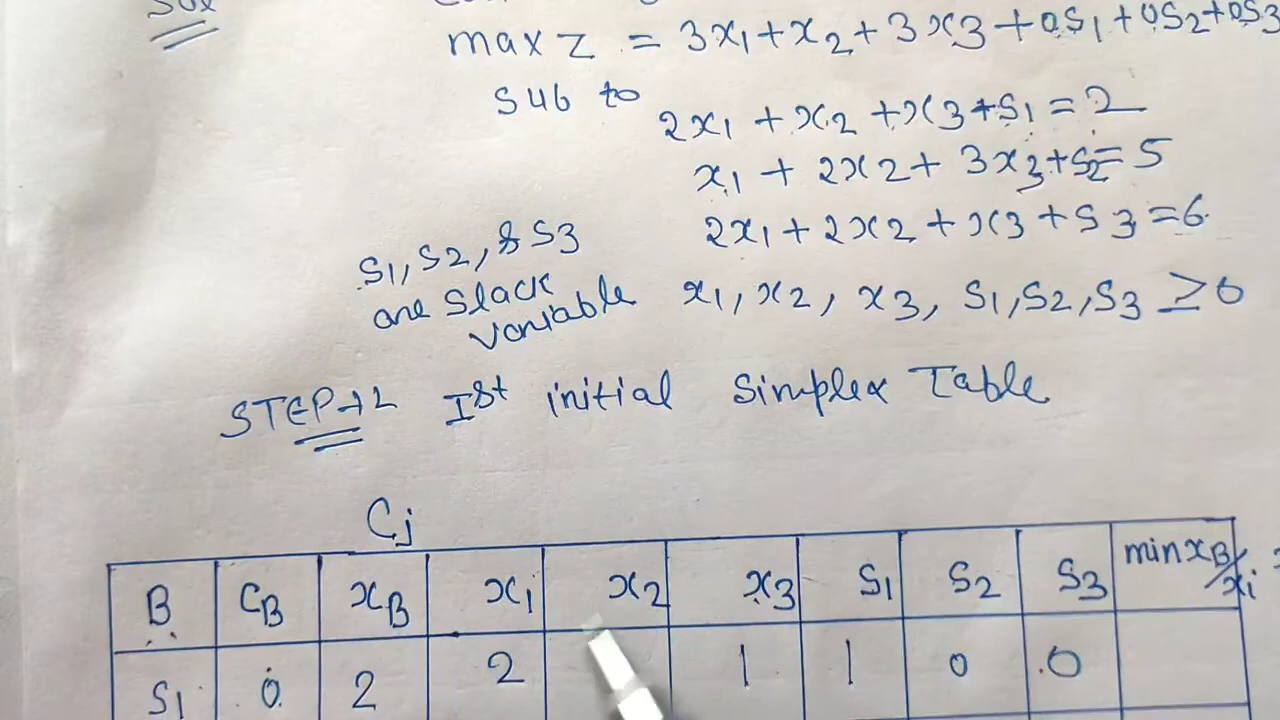 max z = 3x1 + x2 + 3x3 + 0S1 + 0S2 + 0S3
Sub to
2x1 + x2 + x3 + S1 = 2
x1 + 2x2 + 3x3 + S2 = 5
2x1 + 2x2 + x3 + S3 = 6
S1, S2, & S3
are Slack
variable
x1, x2, x3, S1, S2, S3 ≥ 0
Ist initial Simplex Table
Cj
B CB xB x1 x2 x3 S1 S2 S3 min xB/xi
S1 0 2 2 1 1 0 0